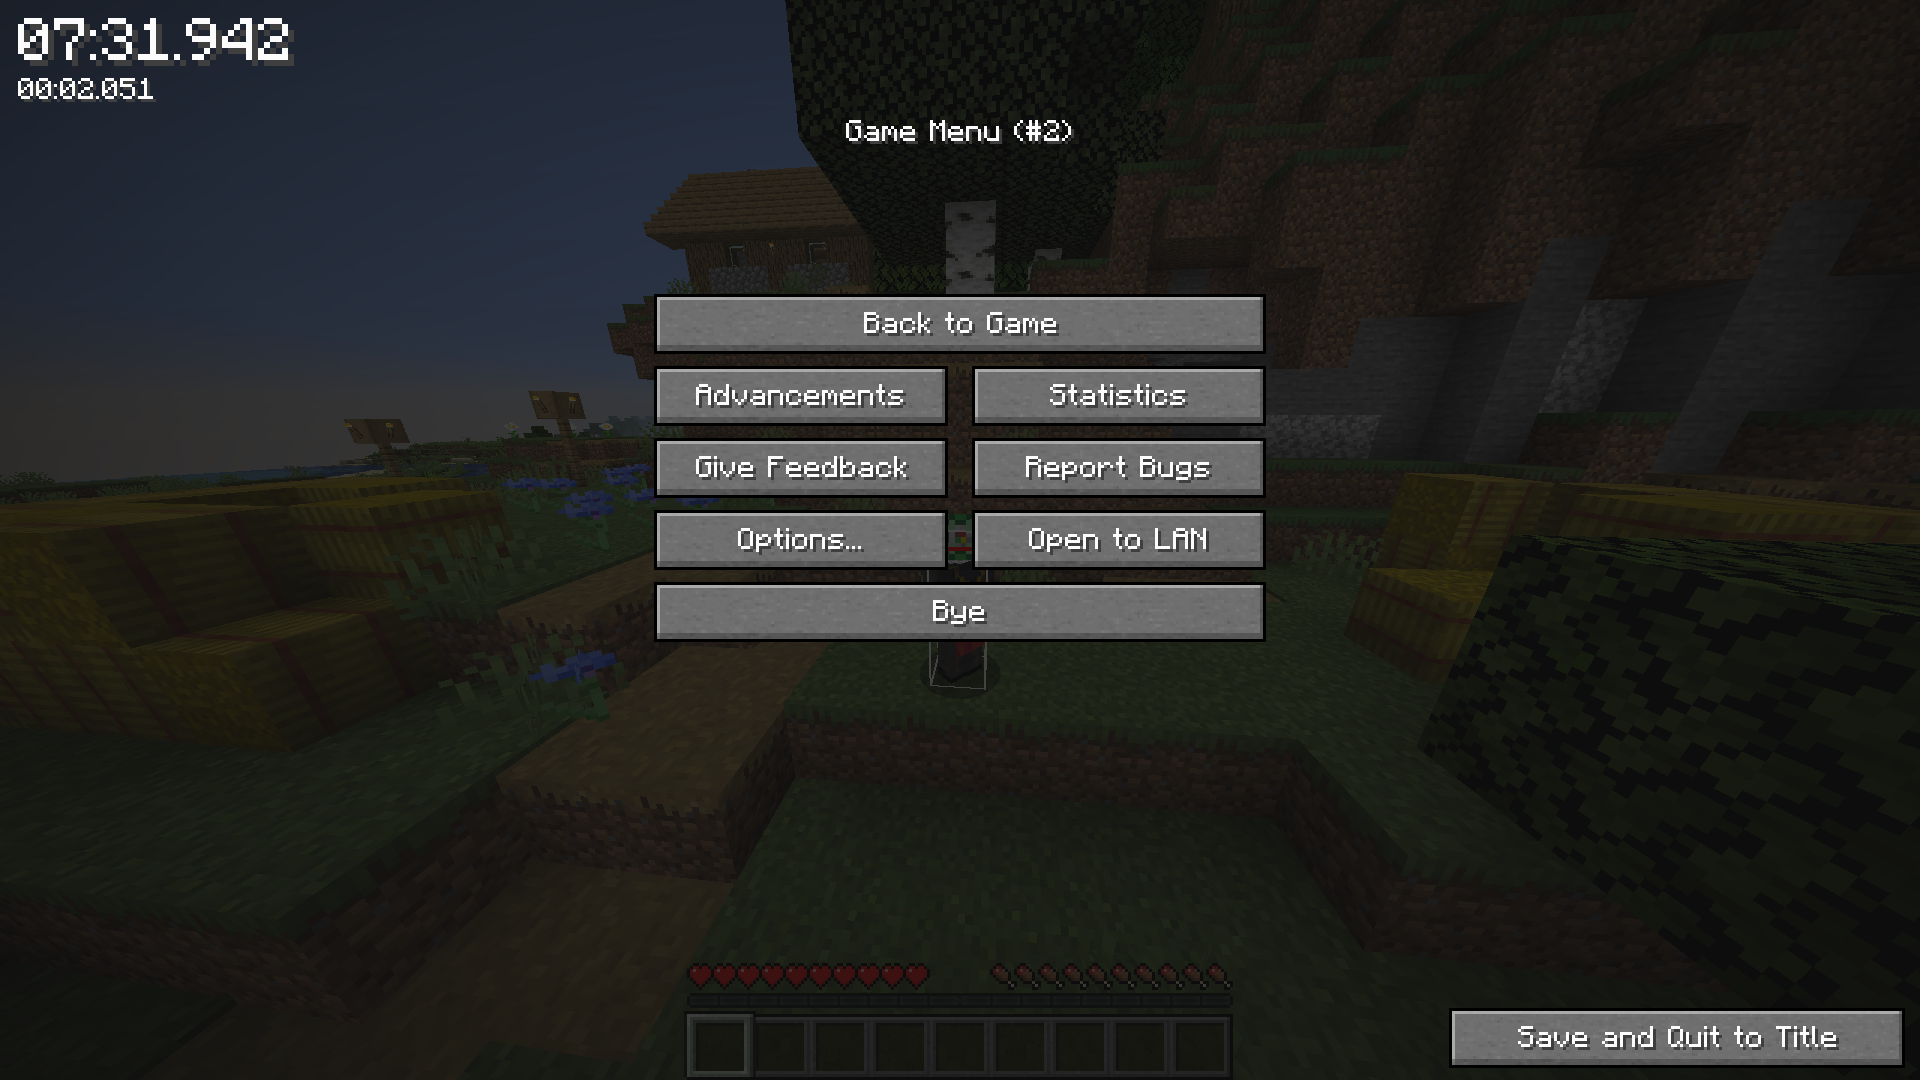 07:31.942
00:02.051
Game Menu (#2)
Back to Game
Advancements
Statistics
Give Feedback
Report Bugs
Options...
Open to LAN
Bye
Save and Quit to Title